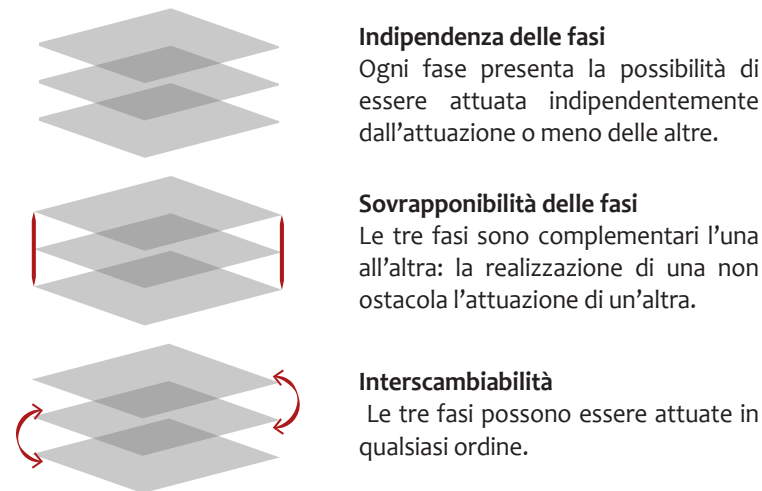 Indipendenza delle fasi
Ogni fase presenta la possibilità di
essere attuata indipendentemente
dall’attuazione o meno delle altre.
Sovrapponibilità delle fasi
Le tre fasi sono complementari l’una
all’altra: la realizzazione di una non
ostacola l’attuazione di un’altra.
Interscambiabilità
Le tre fasi possono essere attuate in
qualsiasi ordine.